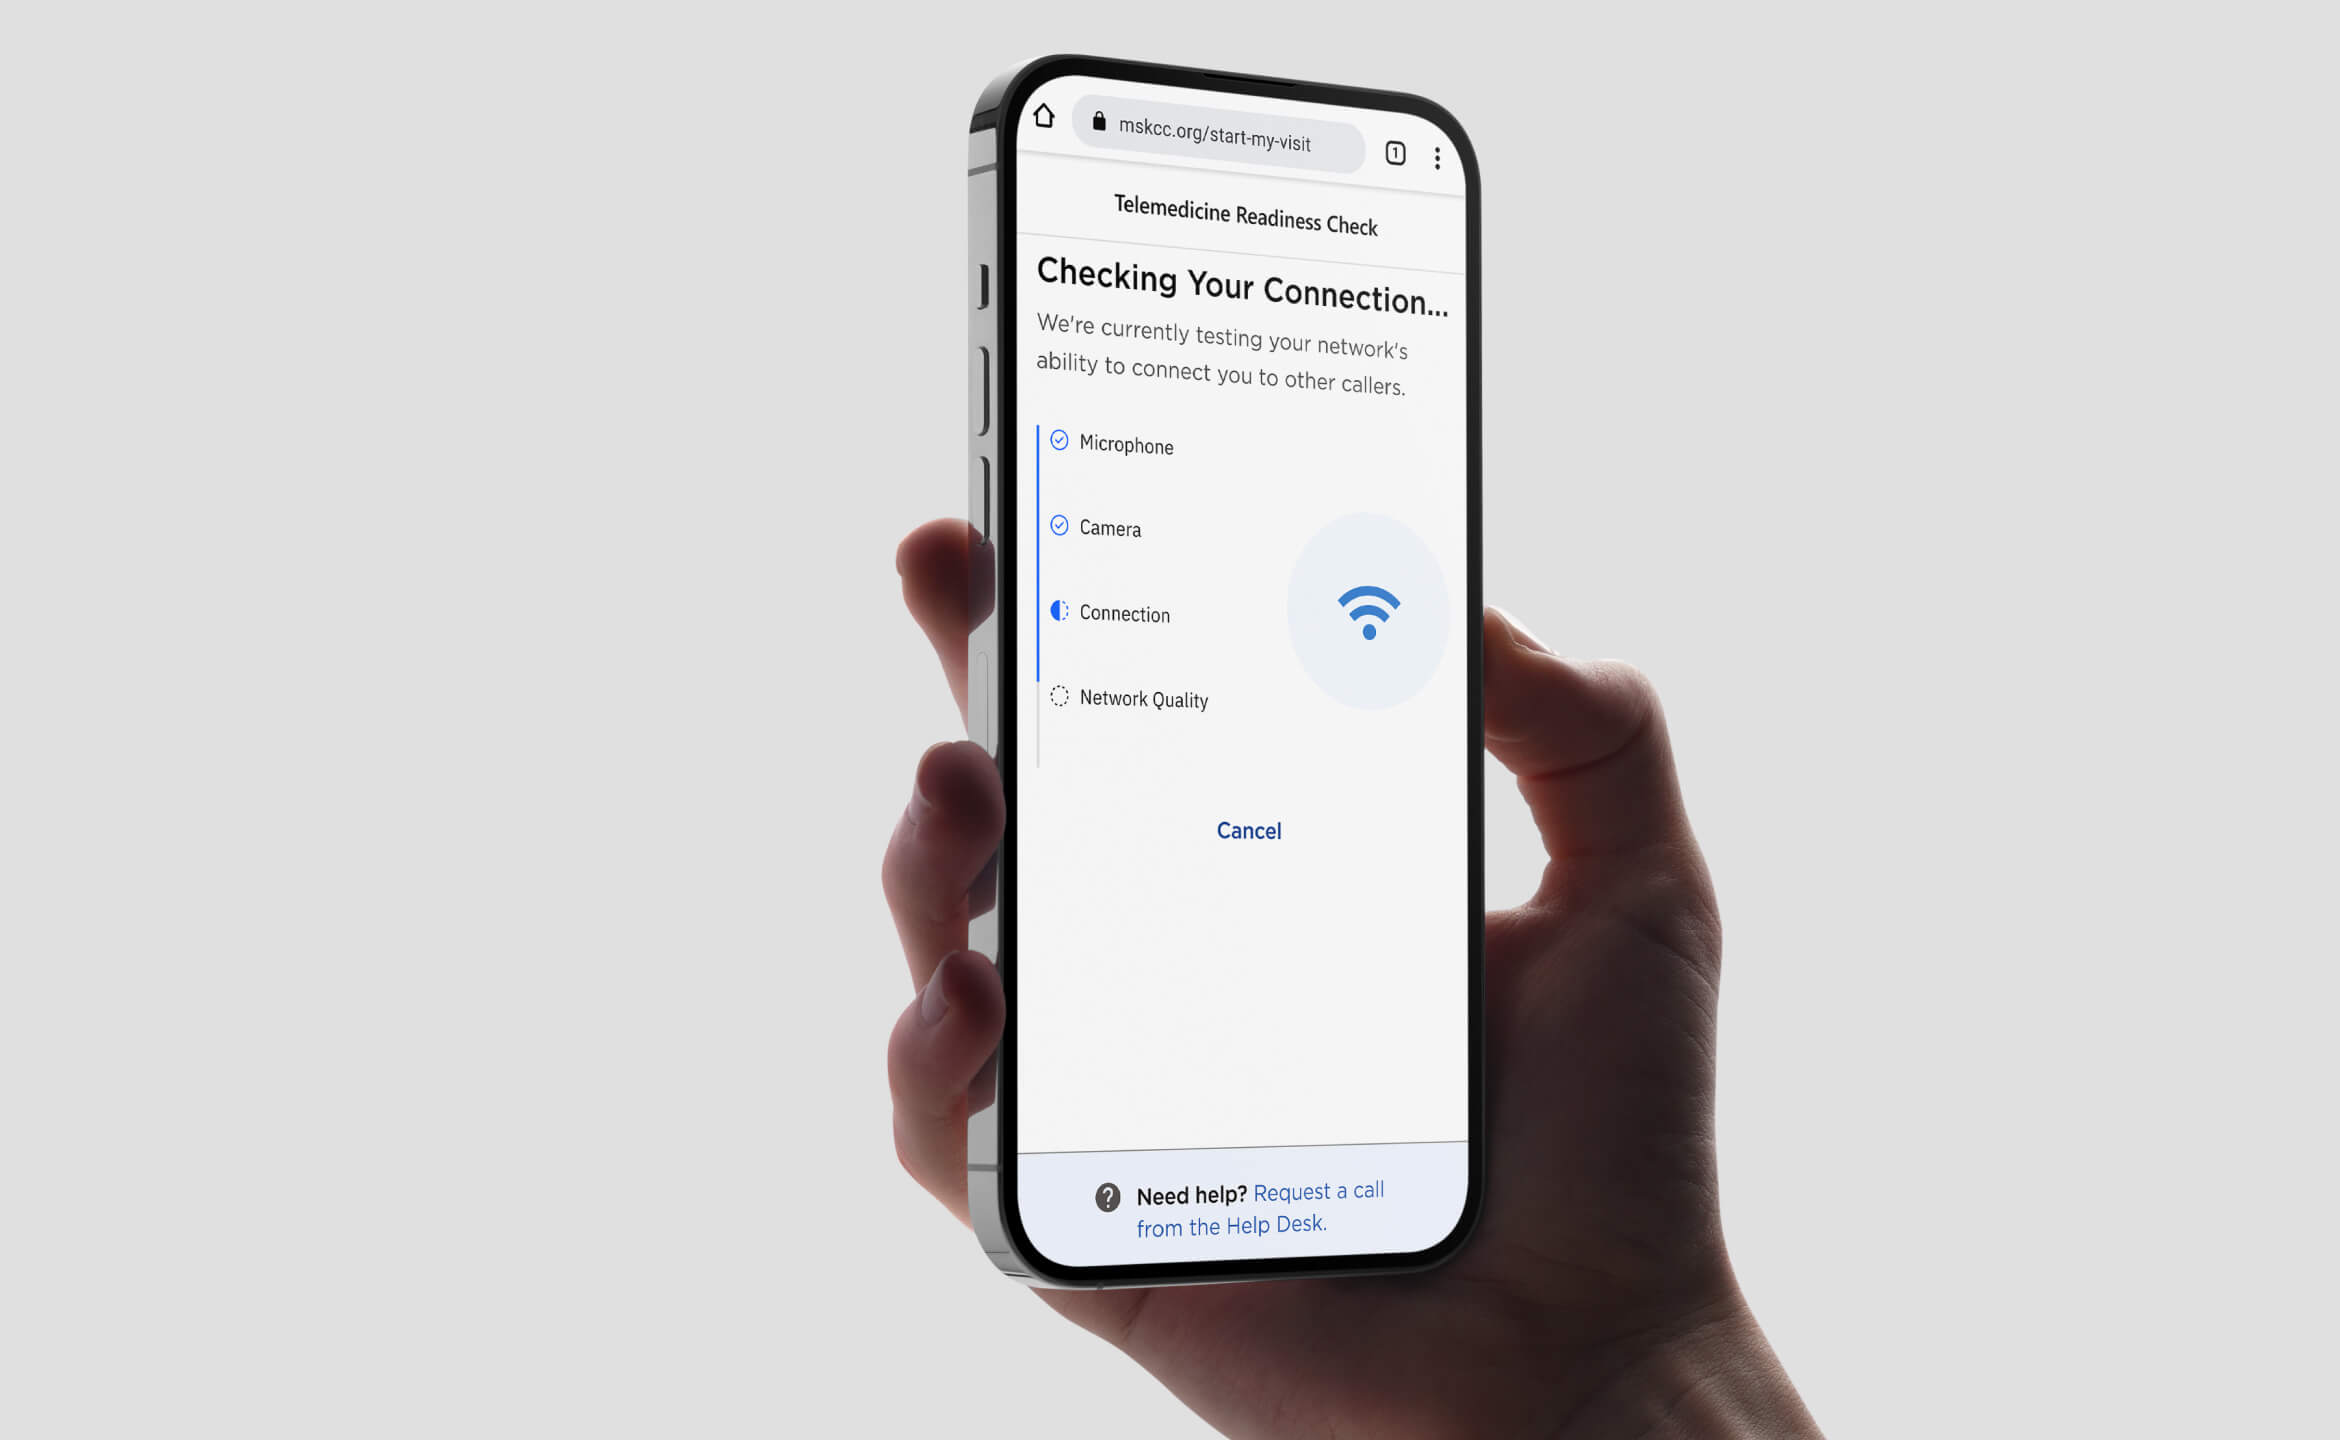 mskcc.org/start-my-visit
1
Telemedicine Readiness Check
Checking Your Connection...
We're currently testing your network's
ability to connect you to other callers.
Microphone
Camera
Connection
Network Quality
Cancel
? Need help? Request a call
from the Help Desk.